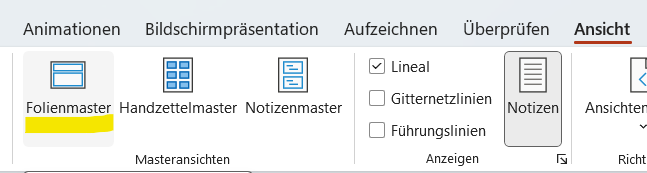 Animationen Bildschirmpräsentation Aufzeichnen Überprüfen Ansicht
Folienmaster Handzettelmaster Notizenmaster
Masteransichten
Lineal
Gitternetzlinien
Führungslinien
Notizen
Anzeigen
Ansichten
Richt